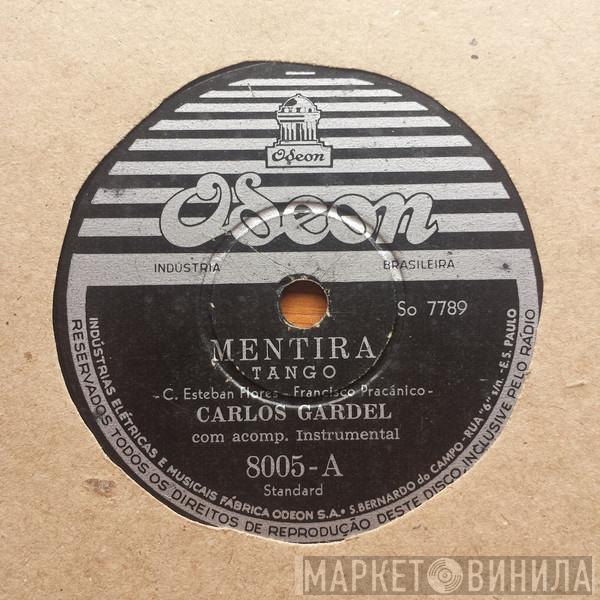 Odeon
Odeon
INDÚSTRIA BRASILEIRA
So 7789
MENTIRA
TANGO
- C. Esteban Flores - Francisco Pracánico -
CARLOS GARDEL
com acomp. Instrumental
8005-A
Standard
INDÚSTRIAS ELÉTRICAS E MUSICAIS FÁBRICA ODEON S.A. • S. BERNARDO do CAMPO - RUA "6" s/n. - E.S. PAULO
RESERVADOS TODOS OS DIREITOS DE REPRODUÇÃO DESTE DISCO, INCLUSIVE PELO RÁDIO
МАРКЕТ ВИНИЛА